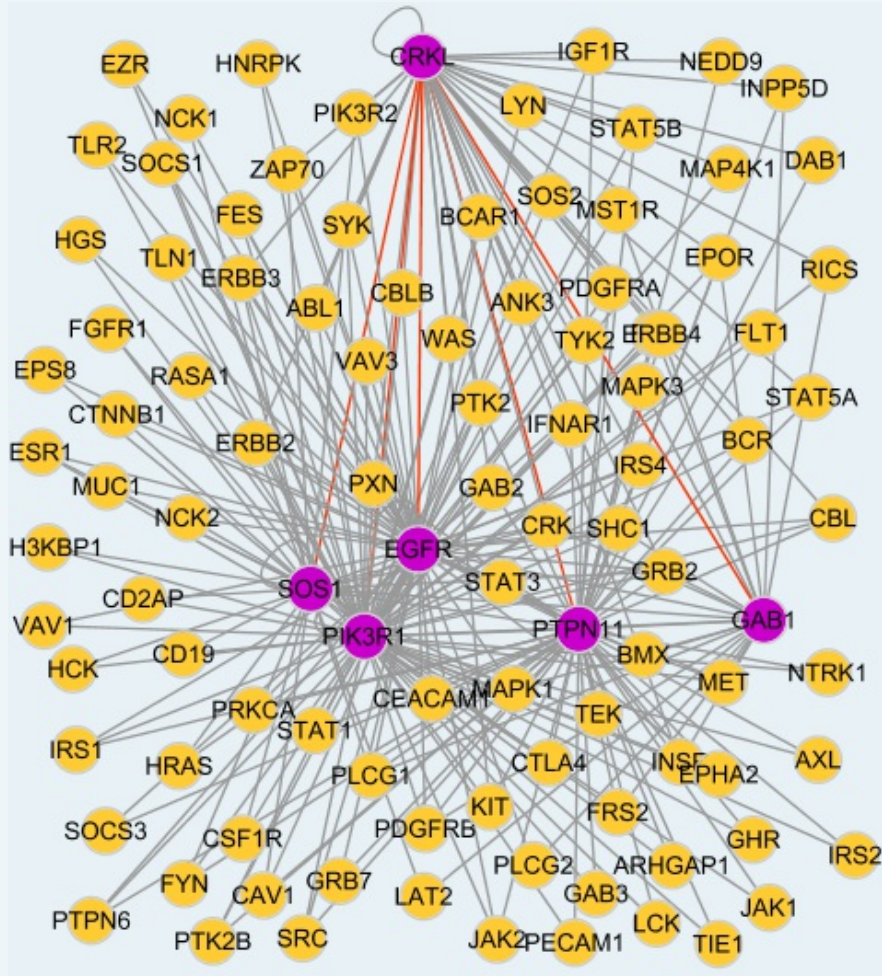 CRKL
IGF1R
NEDD9
EZR
HNRPK
INPP5D
PIK3R2
LYN
NCK1
STAT5B
TLR2
SOCS1
ZAP70
MAP4K1
DAB1
SOS2
MST1R
FES
SYK
BCAR1
HGS
TLN1
ERBB3
EPOR
RICS
ABL1
CBLB
ANK3
PDGFRA
FGFR1
WAS
TYK2
ERBB4
FLT1
EPS8
RASA1
VAV3
MAPK3
STAT5A
CTNNB1
PTK2
IFNAR1
ERBB2
BCR
ESR1
IRS4
MUC1
PXN
GAB2
NCK2
CRK
SHC1
CBL
H3KBP1
EGFR
STAT3
GRB2
SOS1
CD2AP
VAV1
PIK3R1
PTPN11
GAB1
HCK
CD19
BMX
NTRK1
MET
CEACAM1
MAPK1
PRKCA
STAT1
TEK
IRS1
HRAS
PLCG1
CTLA4
EPHA2
AXL
KIT
FRS2
SOCS3
CSF1R
PDGFRB
GHR
IRS2
FYN
CAV1
GRB7
LAT2
PLCG2
GAB3
ARHGAP1
PTPN6
PTK2B
SRC
JAK2
PECAM1
LCK
TIE1
JAK1